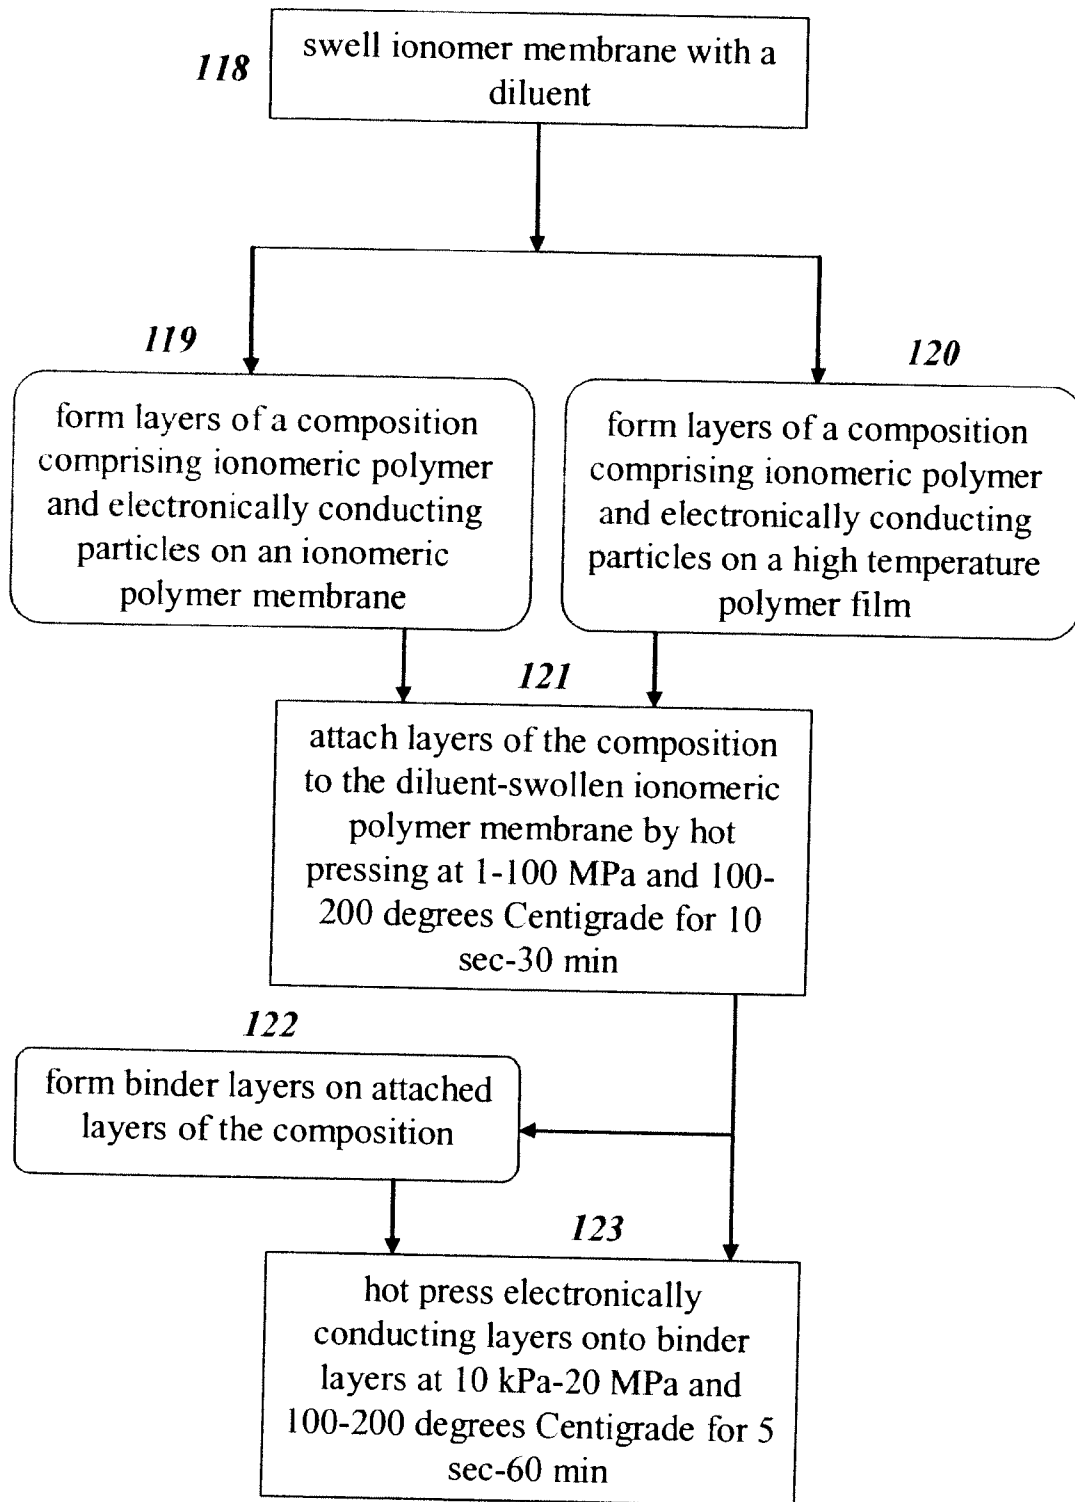 118
swell ionomer membrane with a
diluent
119
form layers of a composition
comprising ionomeric polymer
and electronically conducting
particles on an ionomeric
polymer membrane
120
form layers of a composition
comprising ionomeric polymer
and electronically conducting
particles on a high temperature
polymer film
121
attach layers of the composition
to the diluent-swollen ionomeric
polymer membrane by hot
pressing at 1-100 MPa and 100-
200 degrees Centigrade for 10
sec-30 min
122
form binder layers on attached
layers of the composition
123
hot press electronically
conducting layers onto binder
layers at 10 kPa-20 MPa and
100-200 degrees Centigrade for 5
sec-60 min